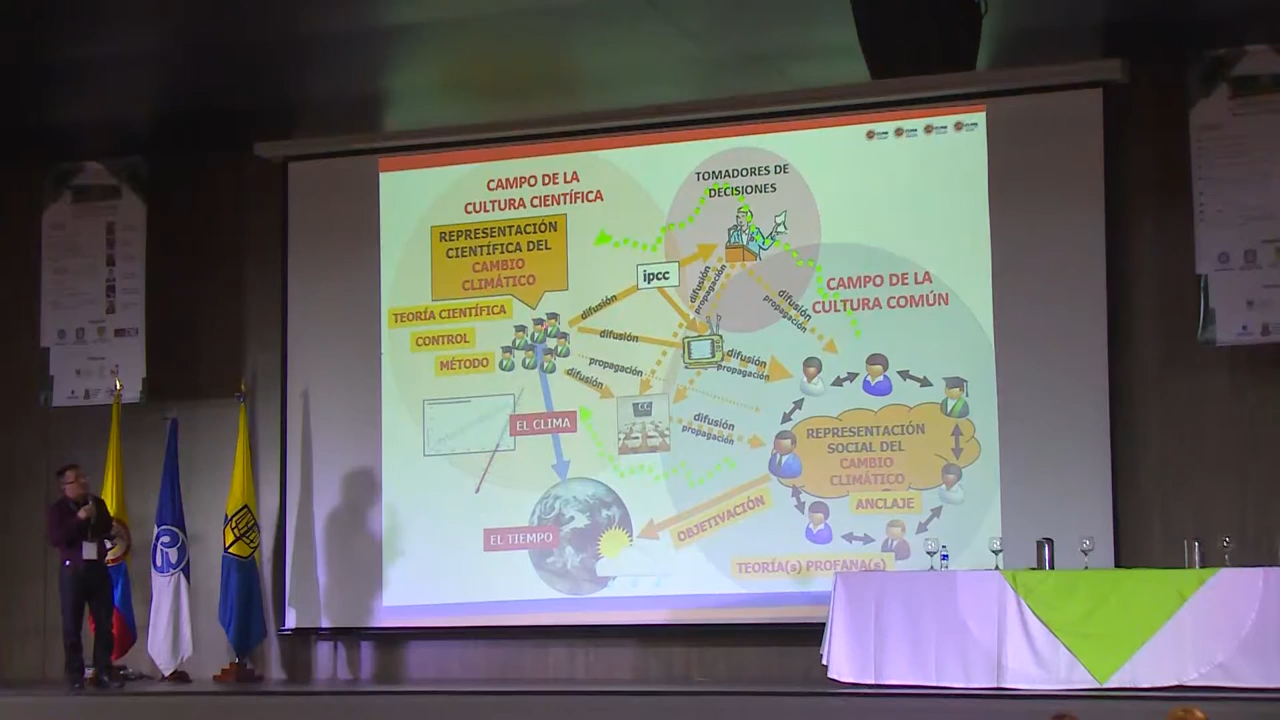 CAMPO DE LA
CULTURA CIENTÍFICA
TOMADORES DE
DECISIONES
REPRESENTACIÓN
CIENTÍFICA DEL
CAMBIO
CLIMÁTICO
ipcc
CAMPO DE LA
CULTURA COMÚN
TEORÍA CIENTÍFICA
CONTROL
MÉTODO
difusión
difusión
propagación
difusión
difusión
propagación
difusión
propagación
difusión
propagación
difusión
propagación
CC
EL CLIMA
REPRESENTACIÓN
SOCIAL DEL
CAMBIO
CLIMÁTICO
ANCLAJE
OBJETIVACIÓN
EL TIEMPO
TEORÍA(s) PROFANA(s)